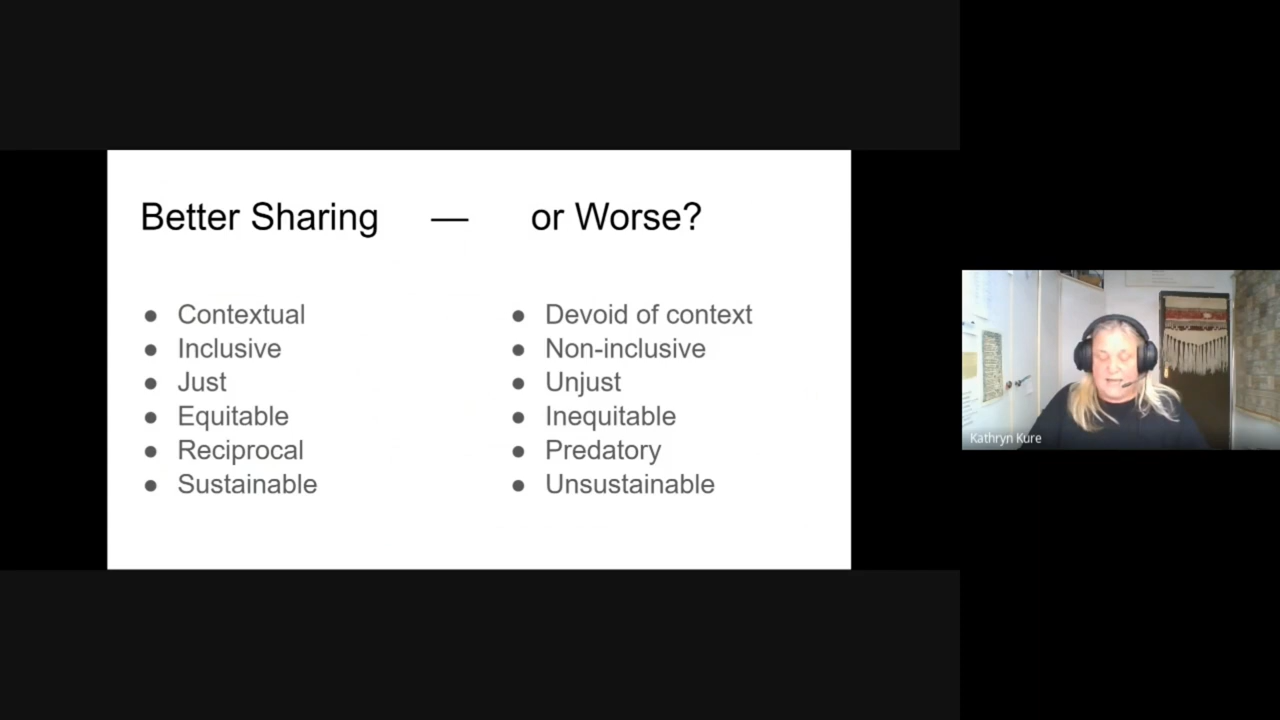 Better Sharing — or Worse?
Contextual
Inclusive
Just
Equitable
Reciprocal
Sustainable
Devoid of context
Non-inclusive
Unjust
Inequitable
Predatory
Unsustainable
Kathryn Kure